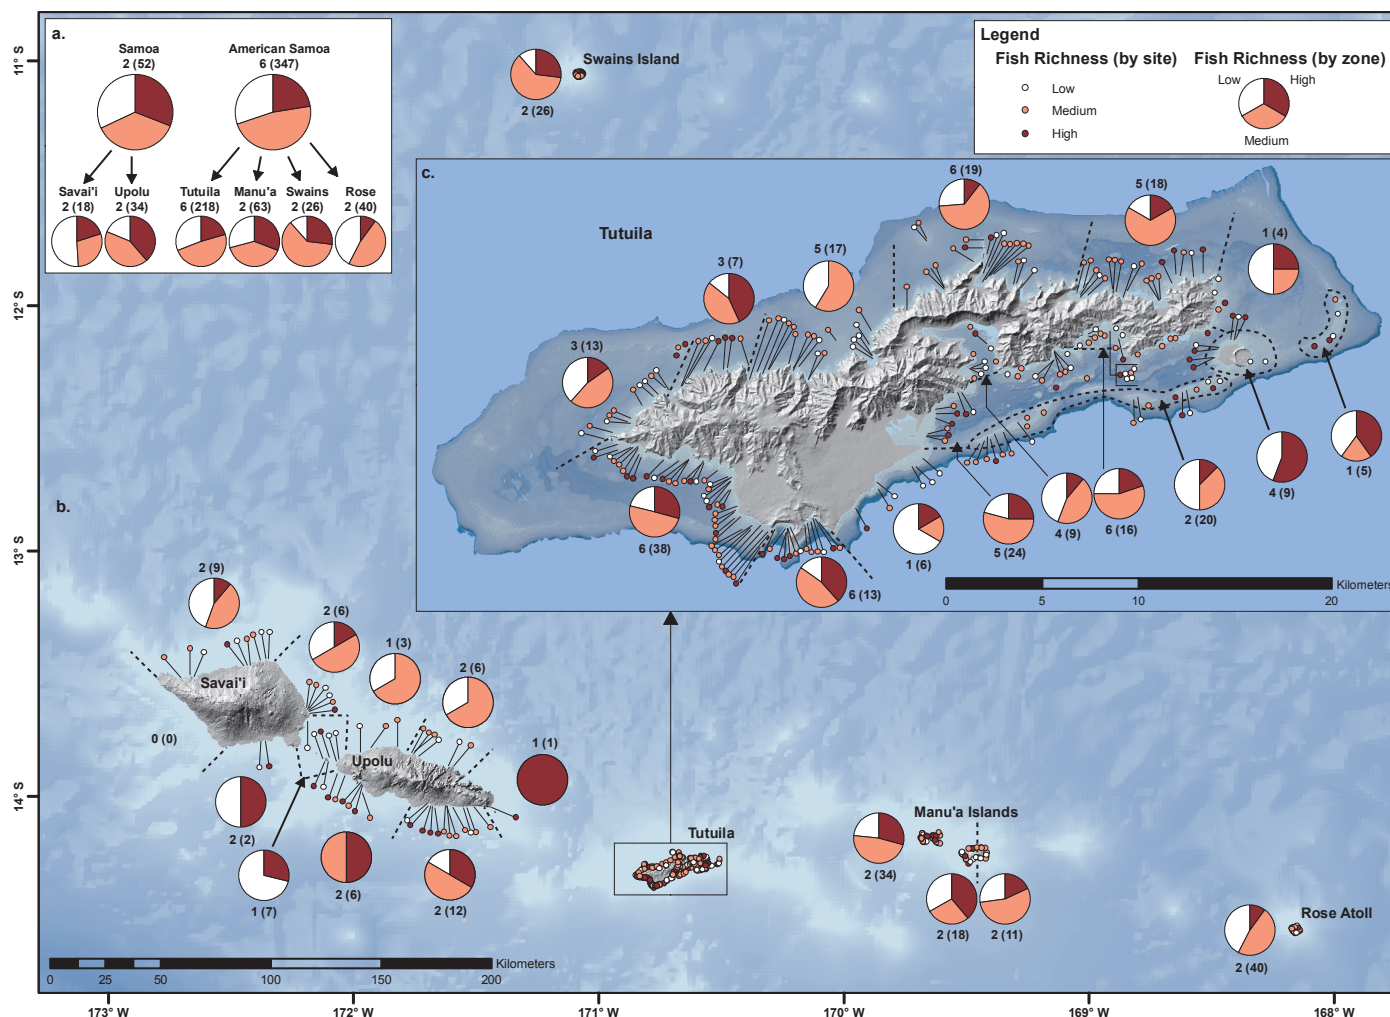 a.
Samoa
2 (52)
American Samoa
6 (347)
Savai'i
2 (18)
Upolu
2 (34)
Tutuila
6 (218)
Manu'a
2 (63)
Swains
2 (26)
Rose
2 (40)
Swains Island
2 (26)
Legend
Fish Richness (by site)
Low
Medium
High
Fish Richness (by zone)
Low
High
Medium
c.
Tutuila
6 (19)
5 (18)
1 (4)
5 (17)
3 (7)
3 (13)
6 (38)
6 (13)
1 (6)
5 (24)
4 (9)
6 (16)
2 (20)
4 (9)
1 (5)
0
5
10
20
Kilometers
b.
2 (9)
2 (6)
1 (3)
2 (6)
1 (1)
Savai'i
0 (0)
Upolu
2 (2)
1 (7)
2 (6)
2 (12)
Tutuila
Manu'a Islands
2 (34)
2 (18)
2 (11)
Rose Atoll
2 (40)
0
25
50
100
150
200
Kilometers
11°S
12°S
13°S
14°S
173° W
172° W
171° W
170° W
169° W
168° W